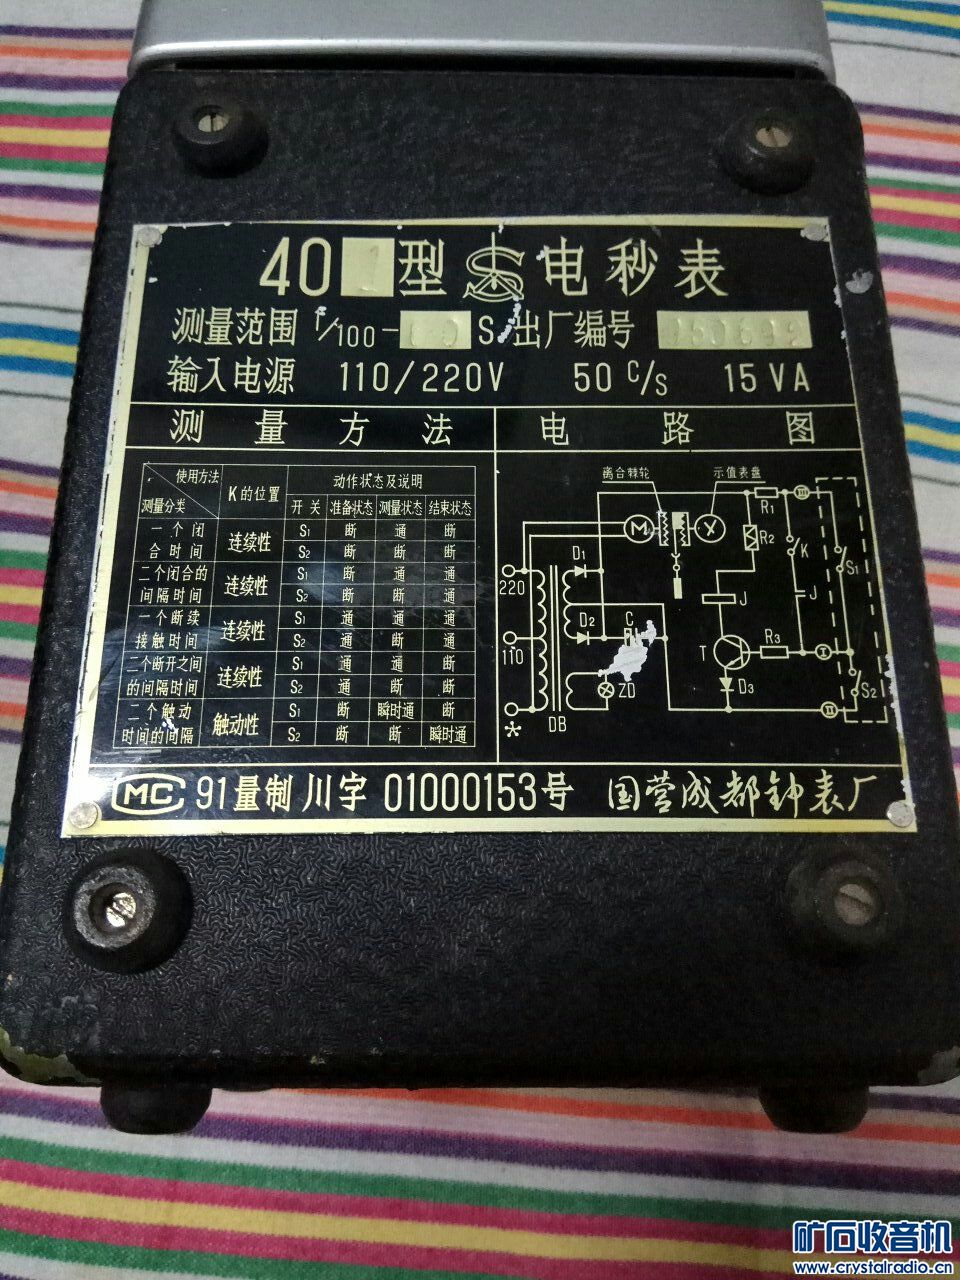 401型 电秒表
测量范围 1/100-60 S 出厂编号
输入电源 110/220V 50 C/S 15VA
测量方法 电路图
使用方法 测量分类 K的位置 动作状态及说明
开关 准备状态 测量状态 结束状态
一个闭合时间 连续性 S1 断 通 断
S2 断 断 断
二个闭合的间隔时间 连续性 S1 断 通 通
S2 断 断 通
一个断续接触时间 连续性 S1 通 通 通
S2 通 断 通
二个断开之间的间隔时间 连续性 S1 通 通 断
S2 通 断 断
二个触动时间的间隔 触动性 S1 断 瞬时通 断
S2 断 断 瞬时通
离合棘轮 示值表盘
M X R1 III
R2 K S1
D1
220 J J
D2 C
110 T R3 I
ZD D3 S2
* DB II
MC 91量制川字01000153号 国营成都钟表厂
矿石收音机
www.crystalradio.cn